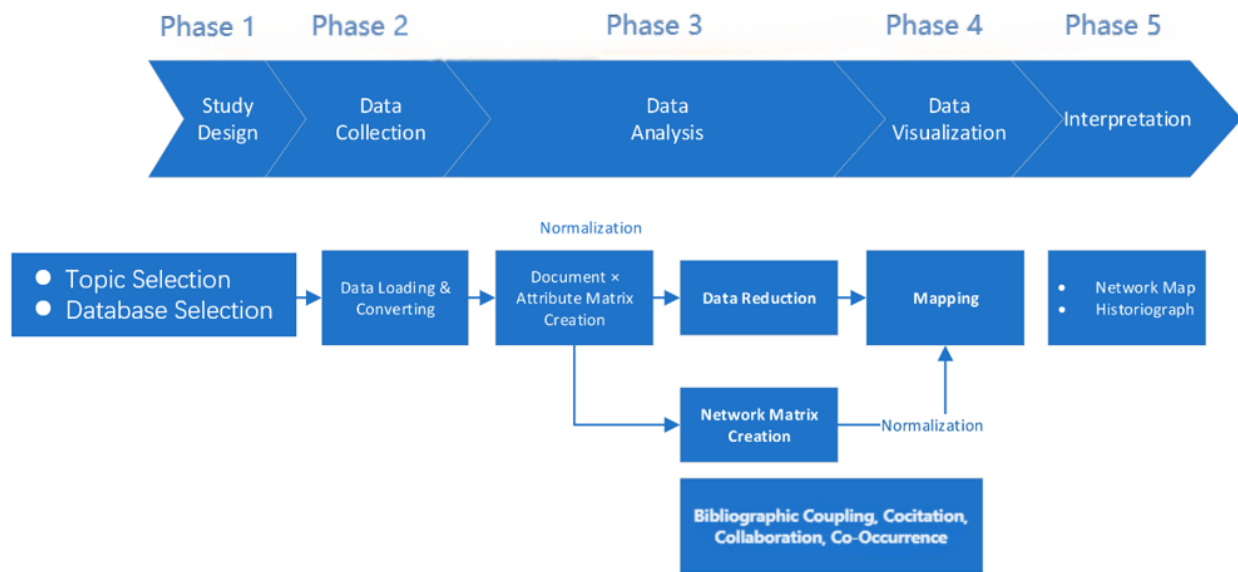 Phase 1
Phase 2
Phase 3
Phase 4
Phase 5
Study
Design
Data
Collection
Data
Analysis
Data
Visualization
Interpretation
Normalization
● Topic Selection
● Database Selection
Data Loading &
Converting
Document ×
Attribute Matrix
Creation
Data Reduction
Mapping
• Network Map
• Historiograph
Network Matrix
Creation
Normalization
Bibliographic Coupling, Cocitation,
Collaboration, Co-Occurrence